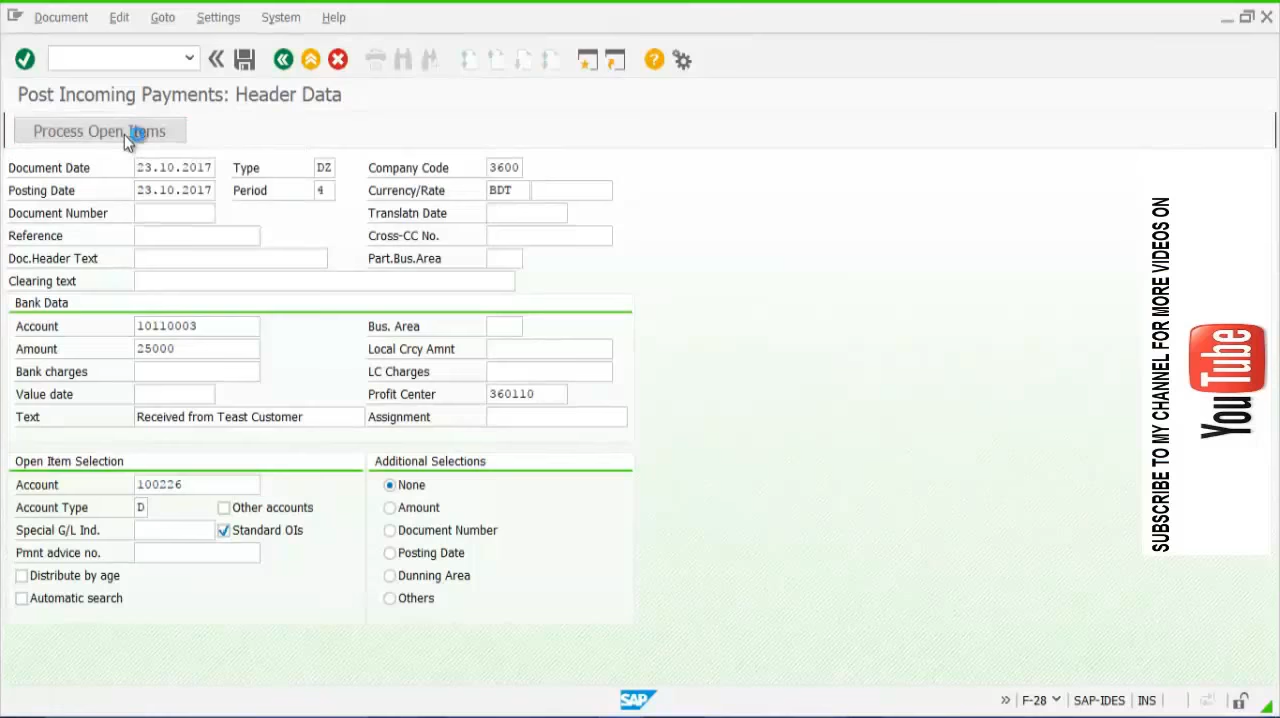 Document Edit Goto Settings System Help
Post Incoming Payments: Header Data
Process Open Items
Document Date 23.10.2017 Type DZ Company Code 3600
Posting Date 23.10.2017 Period 4 Currency/Rate BDT
Document Number Translatn Date
Reference Cross-CC No.
Doc.Header Text Part.Bus.Area
Clearing text
Bank Data
Account 10110003 Bus. Area
Amount 25000 Local Crcy Amnt
Bank charges LC Charges
Value date Profit Center 360110
Text Received from Teast Customer Assignment
Open Item Selection Additional Selections
Account 100226 None
Account Type D Other accounts Amount
Special G/L Ind. Standard OIs Document Number
Pmnt advice no. Posting Date
Distribute by age Dunning Area
Automatic search Others
SUBSCRIBE TO MY CHANNEL FOR MORE VIDEOS ON
YouTube
SAP F-28 SAP-IDES INS